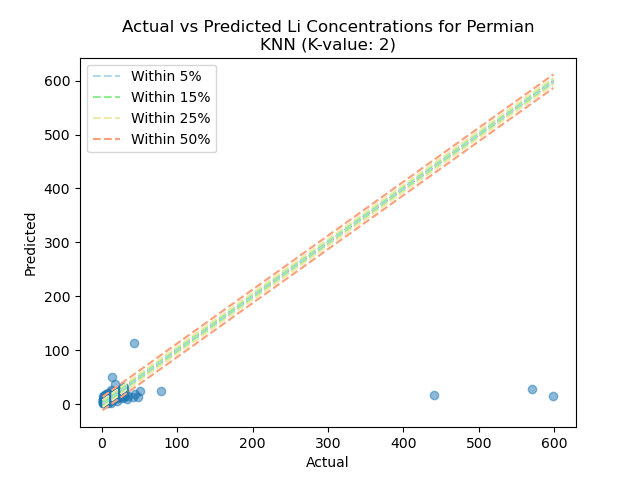 Actual vs Predicted Li Concentrations for Permian
KNN (K-value: 2)
Within 5%
Within 15%
Within 25%
Within 50%
600
500
400
300
200
100
0
Predicted
0 100 200 300 400 500 600
Actual